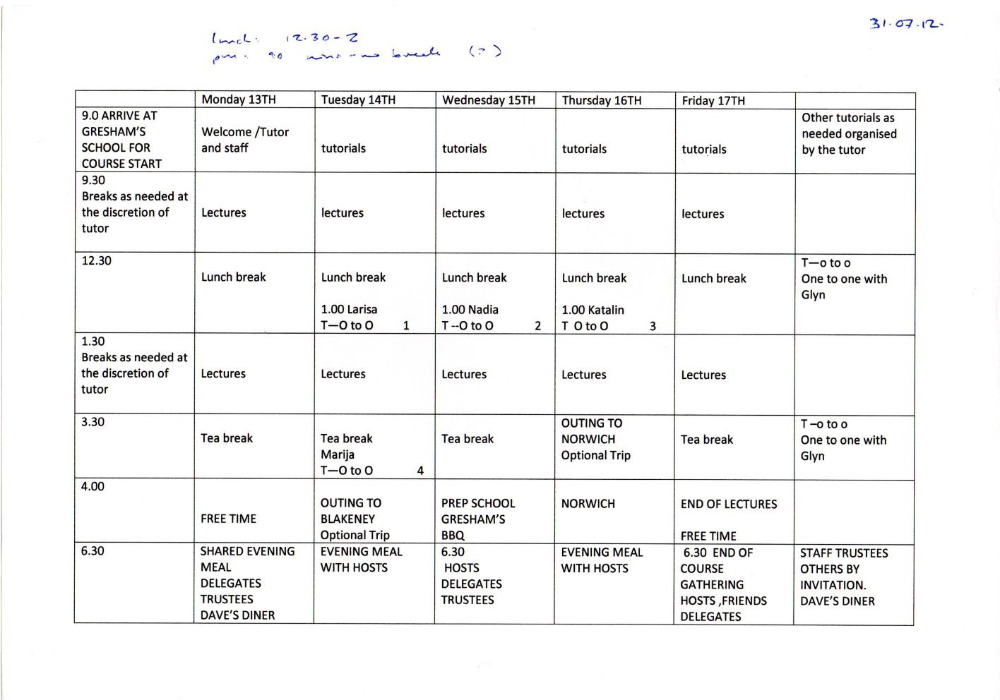 31.07.12.
lunch: 12.30-2
pm. 90 mins - no break (?)
Monday 13TH Tuesday 14TH Wednesday 15TH Thursday 16TH Friday 17TH
9.0 ARRIVE AT
GRESHAM'S
SCHOOL FOR
COURSE START
Welcome /Tutor
and staff
tutorials
tutorials
tutorials
tutorials
Other tutorials as
needed organised
by the tutor
9.30
Breaks as needed at
the discretion of
tutor
Lectures
lectures
lectures
lectures
lectures
12.30
Lunch break
Lunch break
1.00 Larisa
T—O to O 1
Lunch break
1.00 Nadia
T --O to O 2
Lunch break
1.00 Katalin
T O to O 3
Lunch break
T—o to o
One to one with
Glyn
1.30
Breaks as needed at
the discretion of
tutor
Lectures
Lectures
Lectures
Lectures
Lectures
3.30
Tea break
Tea break
Marija
T—O to O 4
Tea break
OUTING TO
NORWICH
Optional Trip
Tea break
T –o to o
One to one with
Glyn
4.00
FREE TIME
OUTING TO
BLAKENEY
Optional Trip
PREP SCHOOL
GRESHAM'S
BBQ
NORWICH
END OF LECTURES
FREE TIME
6.30
SHARED EVENING
MEAL
DELEGATES
TRUSTEES
DAVE'S DINER
EVENING MEAL
WITH HOSTS
6.30
HOSTS
DELEGATES
TRUSTEES
EVENING MEAL
WITH HOSTS
6.30 END OF
COURSE
GATHERING
HOSTS ,FRIENDS
DELEGATES
STAFF TRUSTEES
OTHERS BY
INVITATION.
DAVE'S DINER